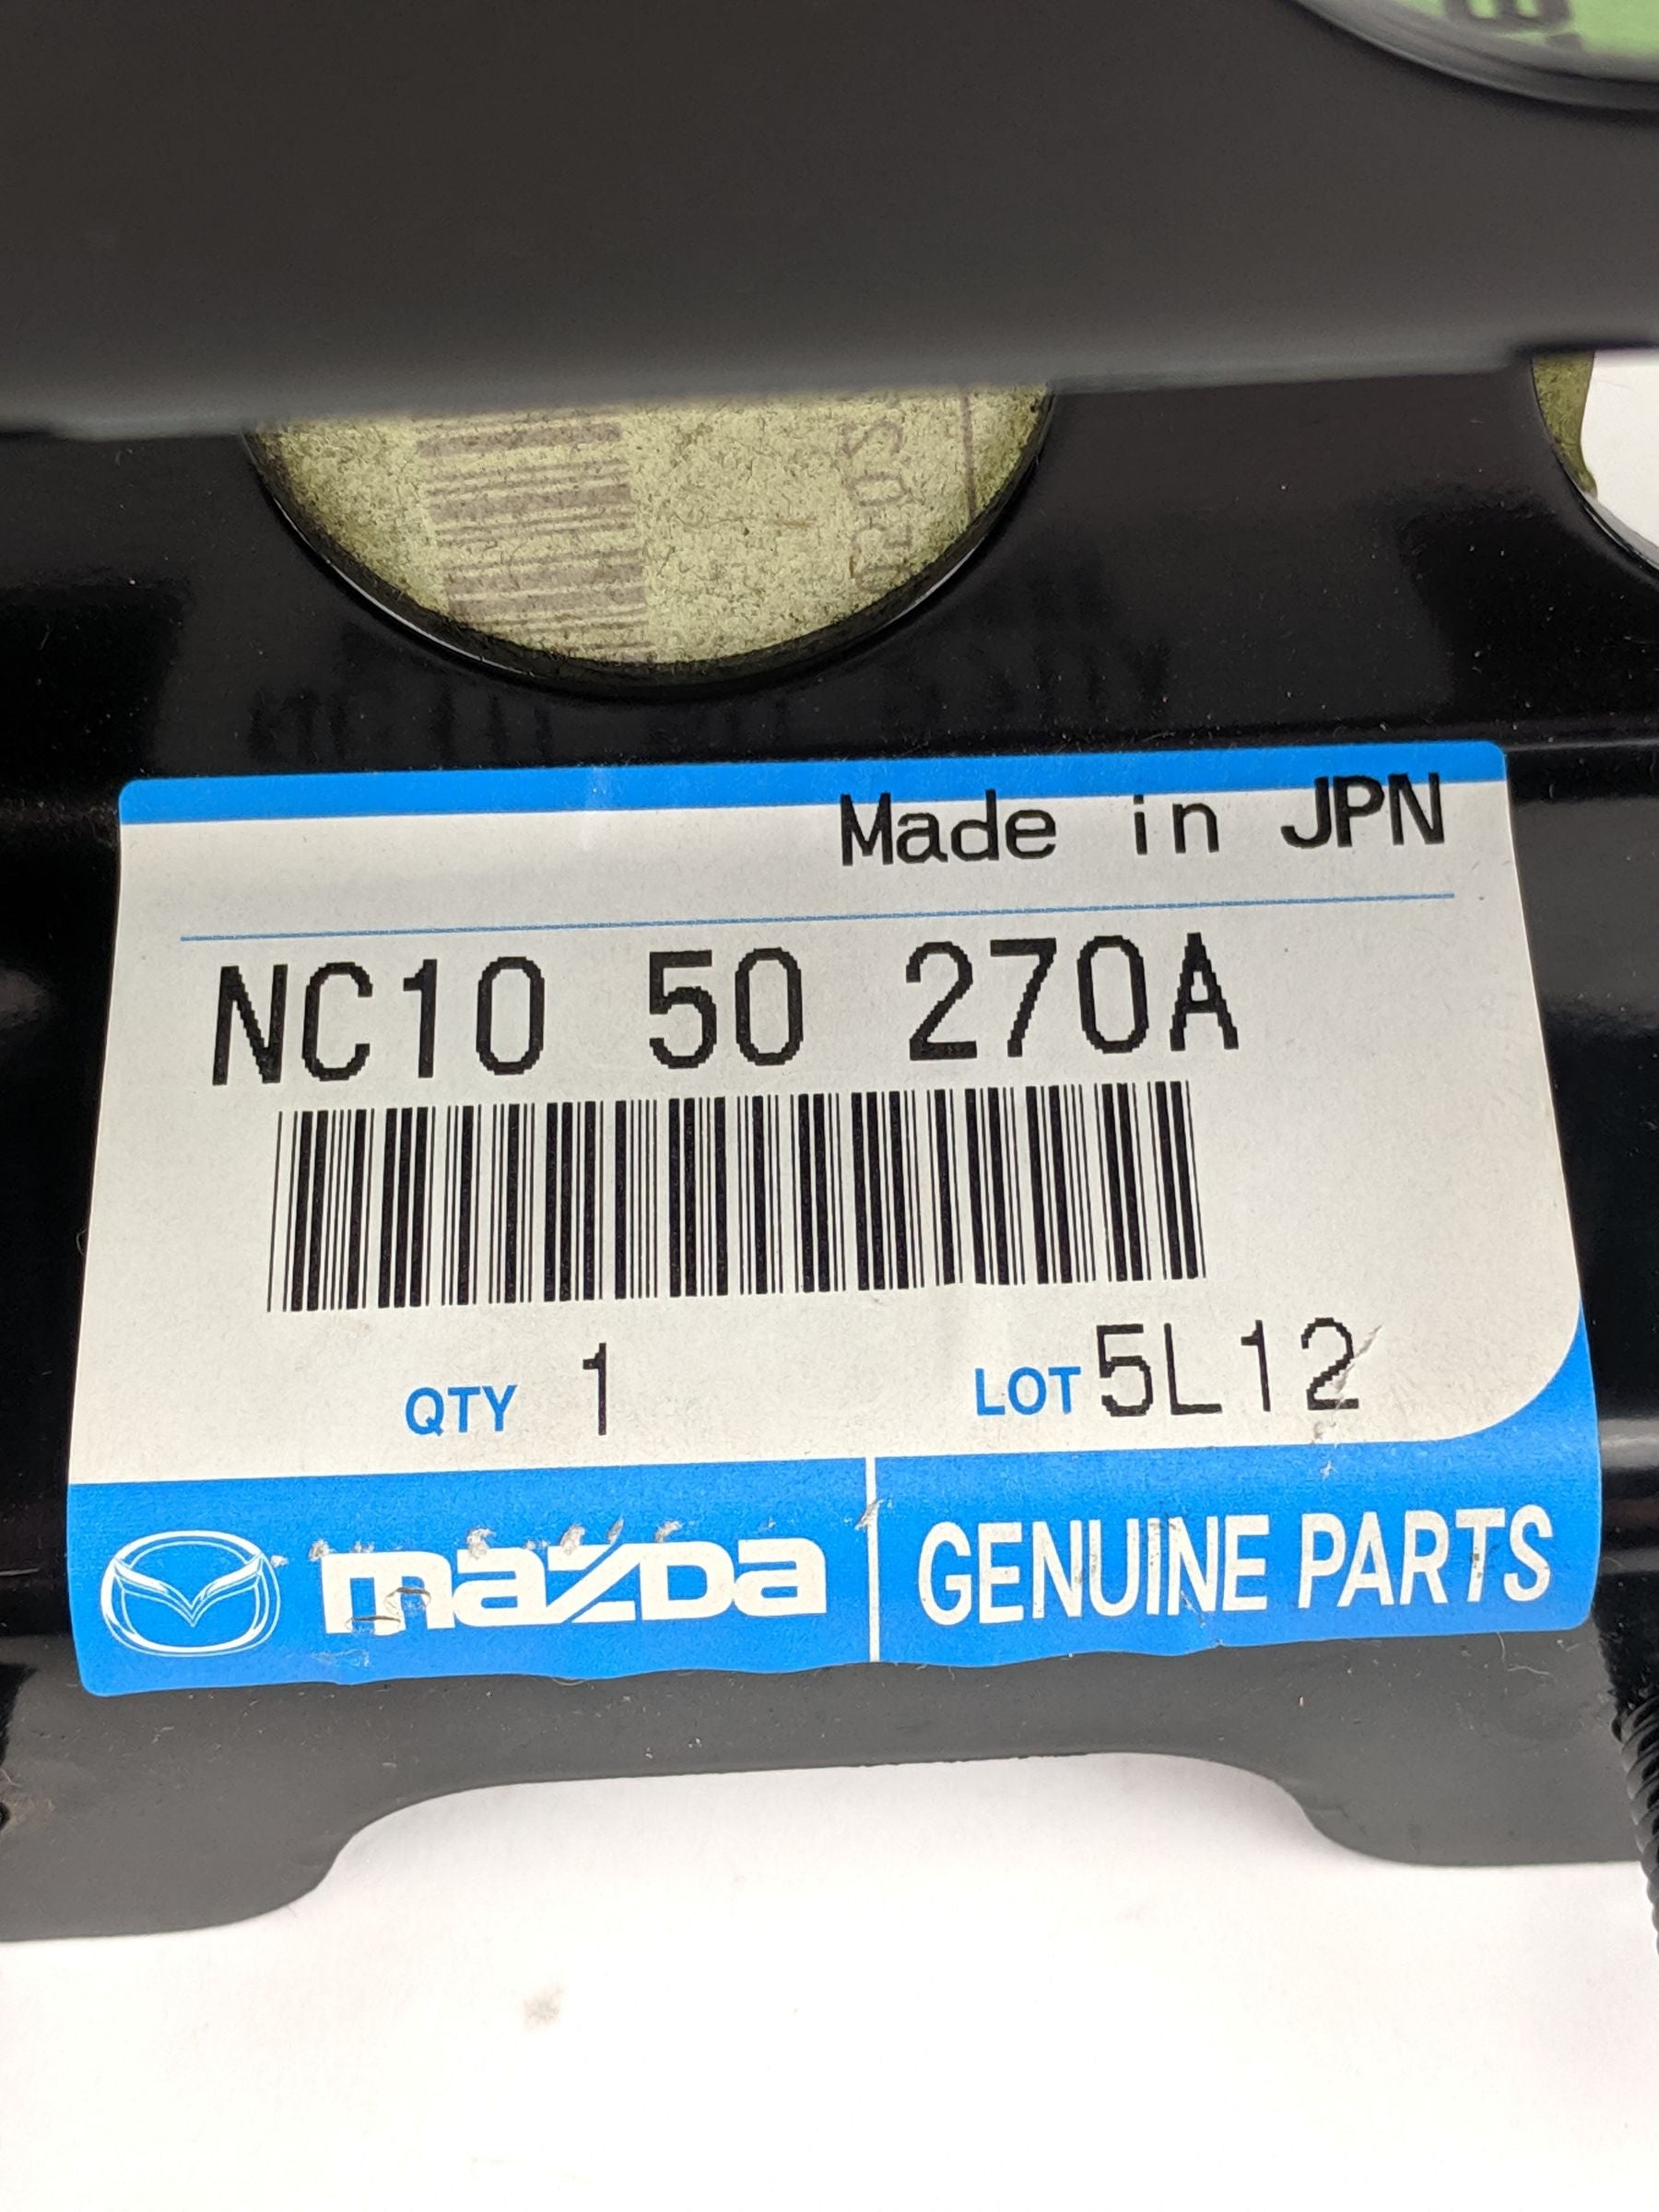 Made in JPN
NC10 50 270A
QTY 1 LOT 5L12
mazda GENUINE PARTS